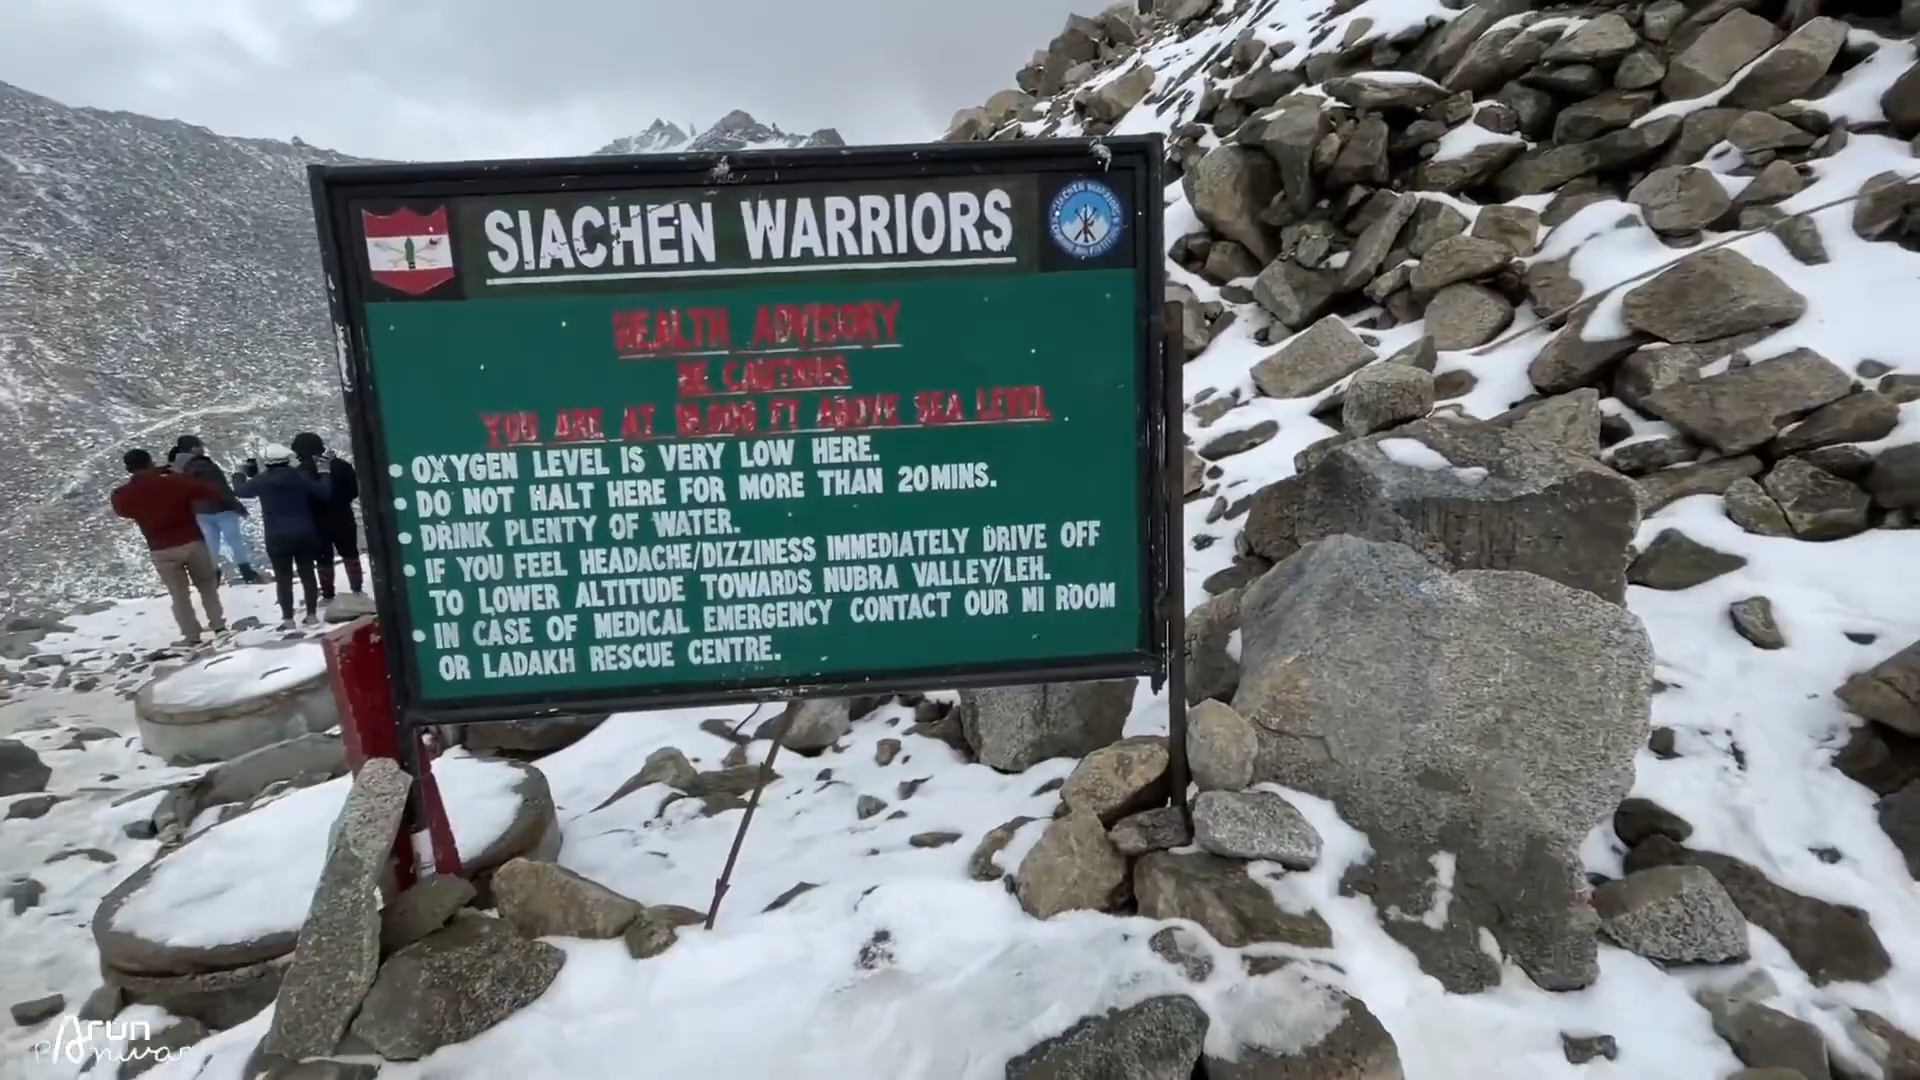 SIACHEN WARRIORS
HEALTH ADVISORY
BE CAUTIOUS
YOU ARE AT 18,000 FT ABOVE SEA LEVEL
• OXYGEN LEVEL IS VERY LOW HERE.
• DO NOT HALT HERE FOR MORE THAN 20MINS.
• DRINK PLENTY OF WATER.
• IF YOU FEEL HEADACHE/DIZZINESS IMMEDIATELY DRIVE OFF
TO LOWER ALTITUDE TOWARDS NUBRA VALLEY/LEH.
• IN CASE OF MEDICAL EMERGENCY CONTACT OUR MI ROOM
OR LADAKH RESCUE CENTRE.
Arun
Panwar